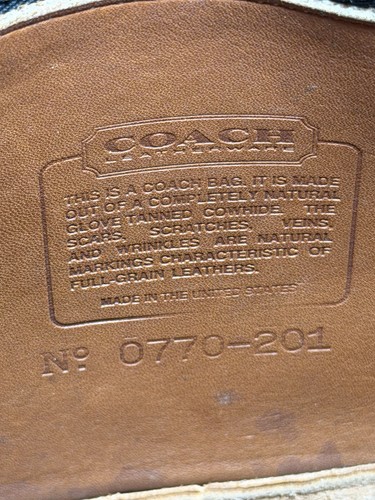 COACH
LEATHERWARE
THIS IS A COACH BAG. IT IS MADE
OUT OF A COMPLETELY NATURAL
GLOVE TANNED COWHIDE. THE
SCARS, SCRATCHES, VEINS,
AND WRINKLES ARE NATURAL
MARKINGS CHARACTERISTIC OF
FULL-GRAIN LEATHERS.
MADE IN THE UNITED STATES
Nº 0770-201